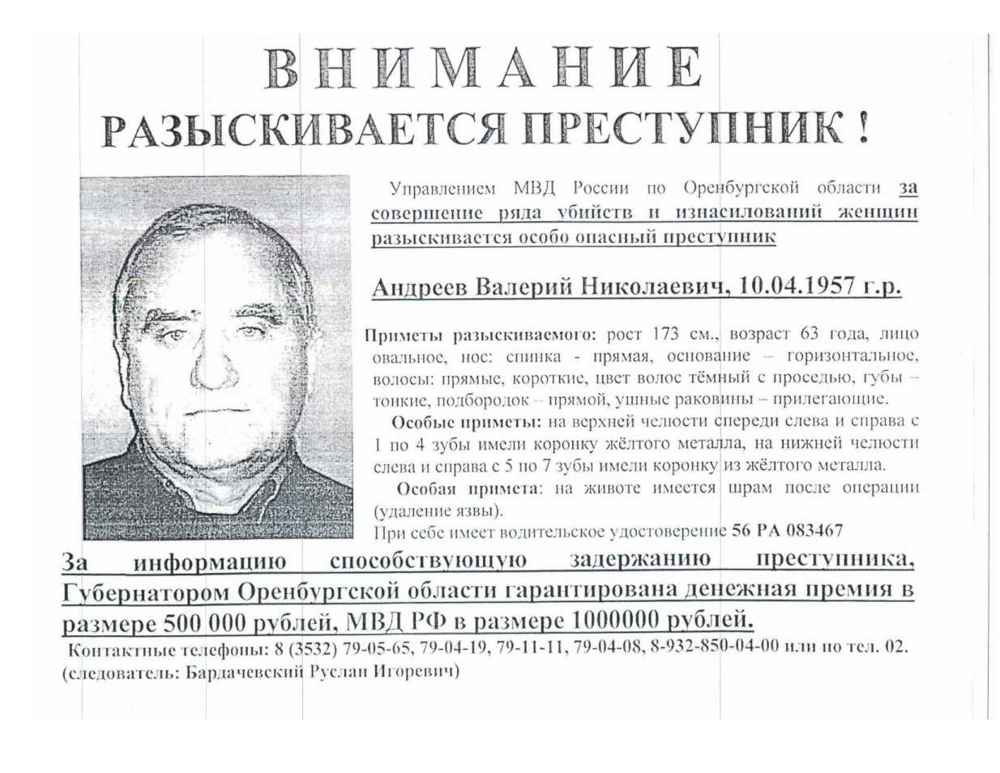 ВНИМАНИЕ
РАЗЫСКИВАЕТСЯ ПРЕСТУПНИК !
Управлением МВД России по Оренбургской области за
совершение ряда убийств и изнасилований женщин
разыскивается особо опасный преступник
Андреев Валерий Николаевич, 10.04.1957 г.р.
Приметы разыскиваемого: рост 173 см., возраст 63 года, лицо
овальное, нос: спинка - прямая, основание – горизонтальное,
волосы: прямые, короткие, цвет волос тёмный с проседью, губы –
тонкие, подбородок – прямой, ушные раковины – прилегающие.
Особые приметы: на верхней челюсти спереди слева и справа с
1 по 4 зубы имели коронку жёлтого металла, на нижней челюсти
слева и справа с 5 по 7 зубы имели коронку из жёлтого металла.
Особая примета: на животе имеется шрам после операции
(удаление язвы).
При себе имеет водительское удостоверение 56 РА 083467
За информацию способствующую задержанию преступника,
Губернатором Оренбургской области гарантирована денежная премия в
размере 500 000 рублей, МВД РФ в размере 1000000 рублей.
Контактные телефоны: 8 (3532) 79-05-65, 79-04-19, 79-11-11, 79-04-08, 8-932-850-04-00 или по тел. 02.
(следователь: Бардачевский Руслан Игоревич)